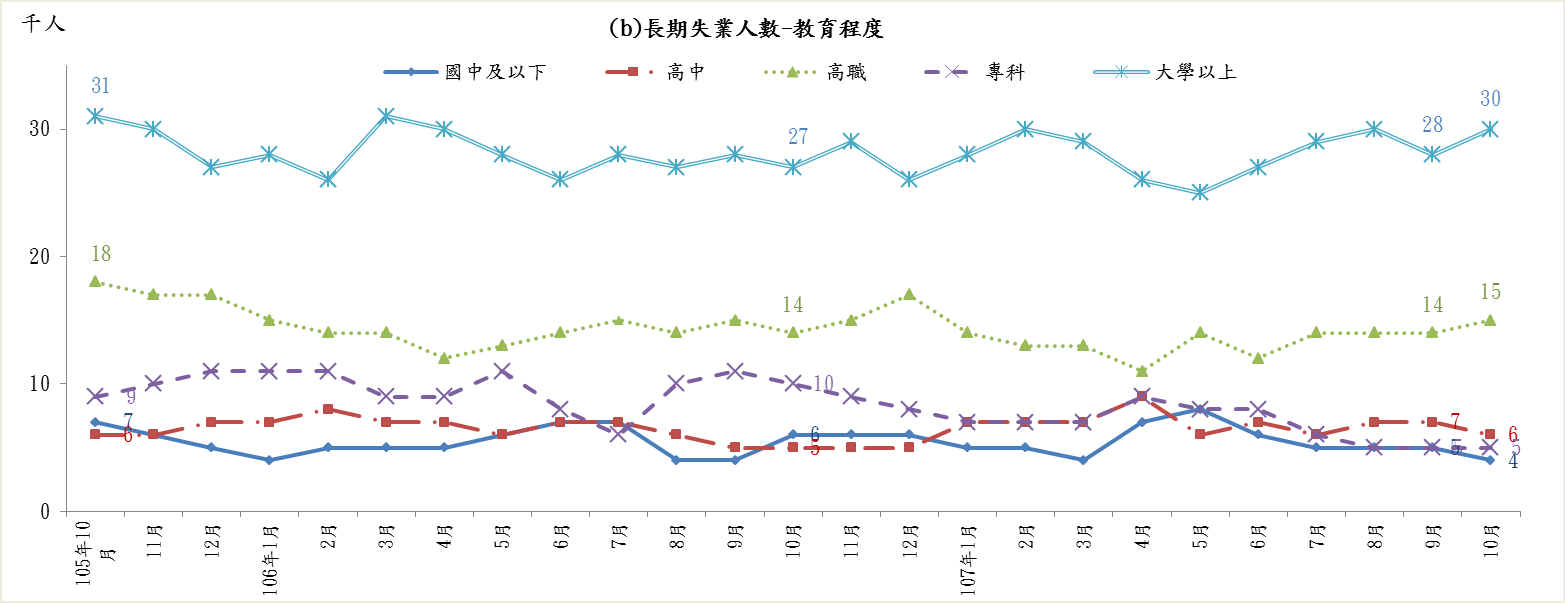 千人
(b)長期失業人數-教育程度
國中及以下 高中 高職 專科 大學以上
31 27 28 30
30
18 14 14 15
20
9 10 5 5
10
7 6 5 4
6 5 7 6
0
105年10月 11月 12月 106年1月 2月 3月 4月 5月 6月 7月 8月 9月 10月 11月 12月 107年1月 2月 3月 4月 5月 6月 7月 8月 9月 10月